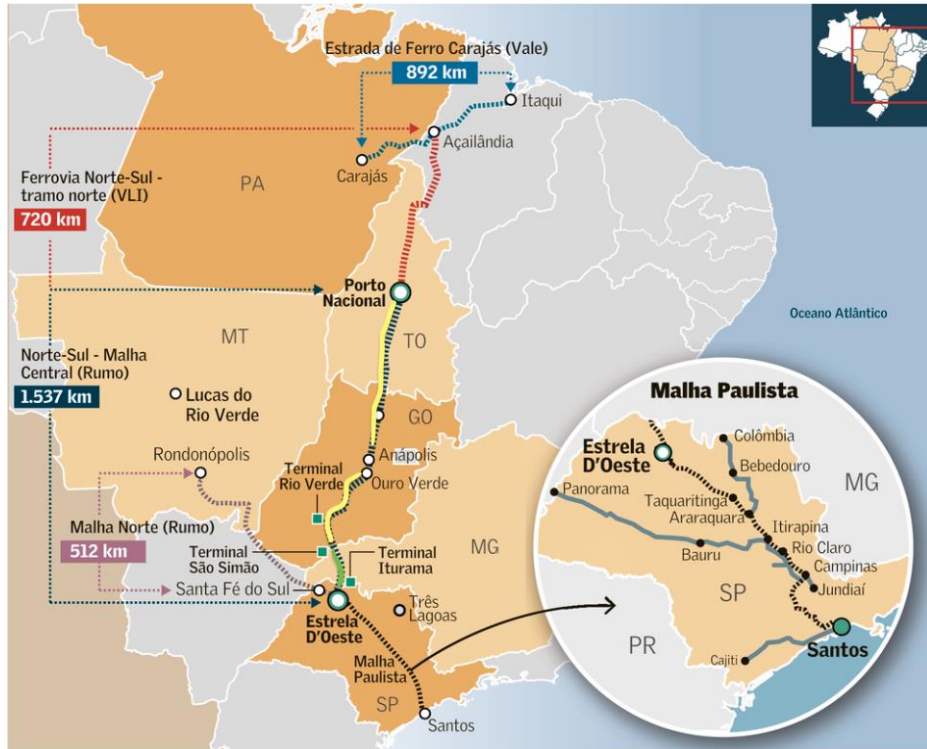 Estrada de Ferro Carajás (Vale)
892 km
Itaqui
Açailândia
Carajás
PA
Ferrovia Norte-Sul -
tramo norte (VLI)
720 km
Porto
Nacional
TO
Oceano Atlântico
MT
Norte-Sul - Malha
Central (Rumo)
1.537 km
Lucas do
Rio Verde
GO
Anápolis
Ouro Verde
Rondonópolis
Terminal
Rio Verde
Malha Norte (Rumo)
512 km
Terminal
São Simão
Terminal
Iturama
MG
Santa Fé do Sul
Estrela
D'Oeste
Três
Lagoas
Malha
Paulista
SP
Santos
Malha Paulista
Estrela
D'Oeste
Colômbia
Bebedouro
MG
Panorama
Taquaritinga
Araraquara
Itirapina
Rio Claro
Bauru
Campinas
Jundiaí
SP
PR
Cajiti
Santos